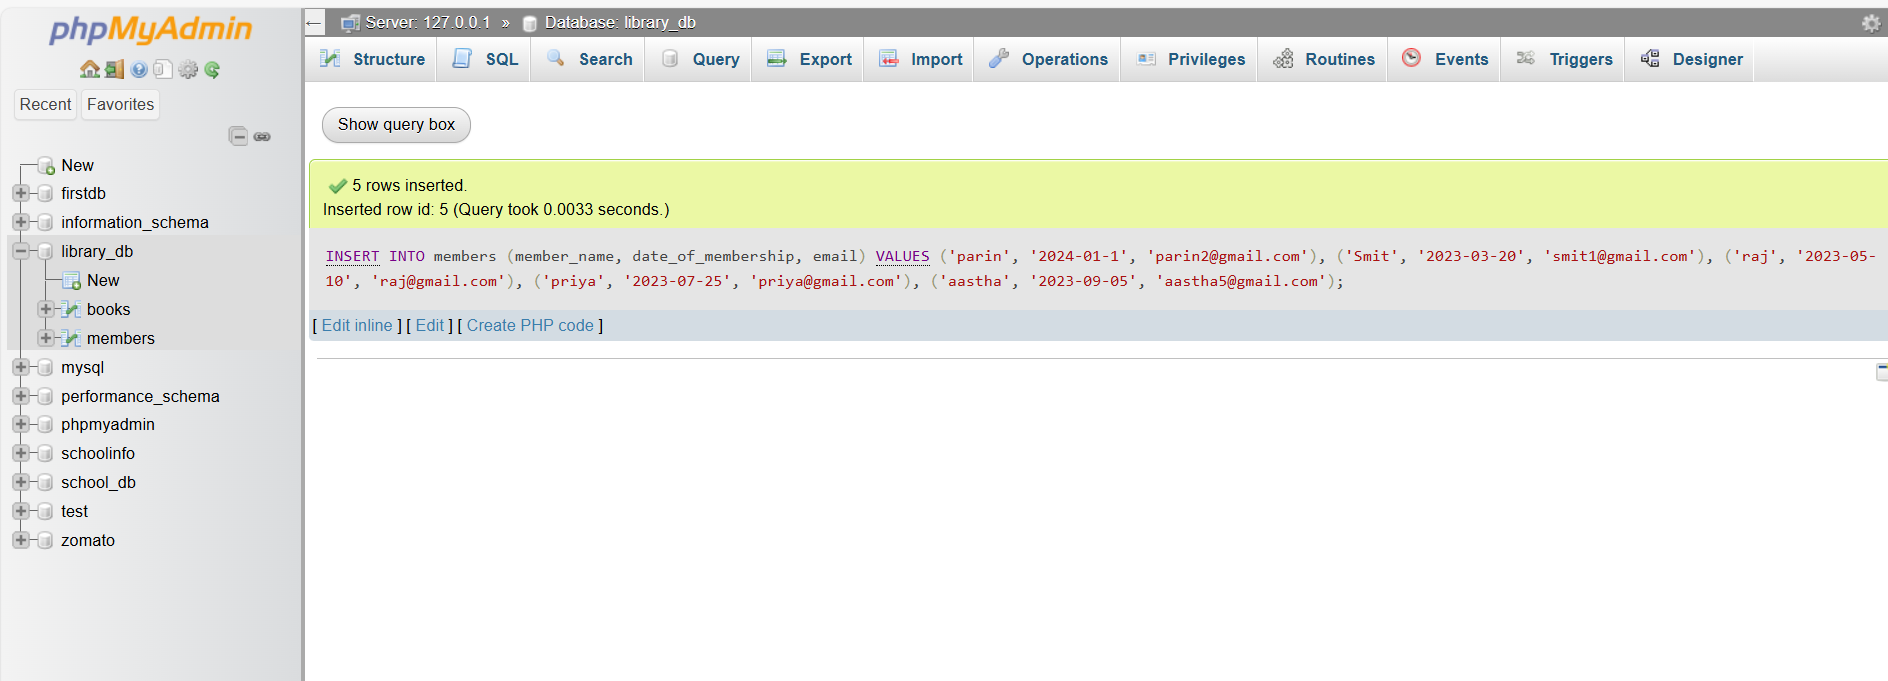 phpMyAdmin
Recent Favorites
New
firstdb
information_schema
library_db
New
books
members
mysql
performance_schema
phpmyadmin
schoolinfo
school_db
test
zomato
Server: 127.0.0.1 » Database: library_db
Structure SQL Search Query Export Import Operations Privileges Routines Events Triggers Designer
Show query box
5 rows inserted.
Inserted row id: 5 (Query took 0.0033 seconds.)
INSERT INTO members (member_name, date_of_membership, email) VALUES ('parin', '2024-01-1', 'parin2@gmail.com'), ('Smit', '2023-03-20', 'smit1@gmail.com'), ('raj', '2023-05-
10', 'raj@gmail.com'), ('priya', '2023-07-25', 'priya@gmail.com'), ('aastha', '2023-09-05', 'aastha5@gmail.com');
[ Edit inline ] [ Edit ] [ Create PHP code ]